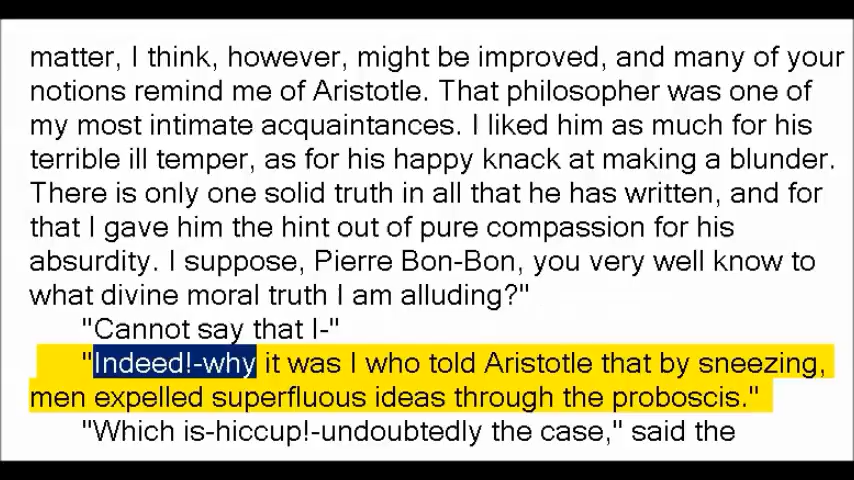 matter, I think, however, might be improved, and many of your
notions remind me of Aristotle. That philosopher was one of
my most intimate acquaintances. I liked him as much for his
terrible ill temper, as for his happy knack at making a blunder.
There is only one solid truth in all that he has written, and for
that I gave him the hint out of pure compassion for his
absurdity. I suppose, Pierre Bon-Bon, you very well know to
what divine moral truth I am alluding?"
"Cannot say that I-"
"Indeed!-why it was I who told Aristotle that by sneezing,
men expelled superfluous ideas through the proboscis."
"Which is-hiccup!-undoubtedly the case," said the